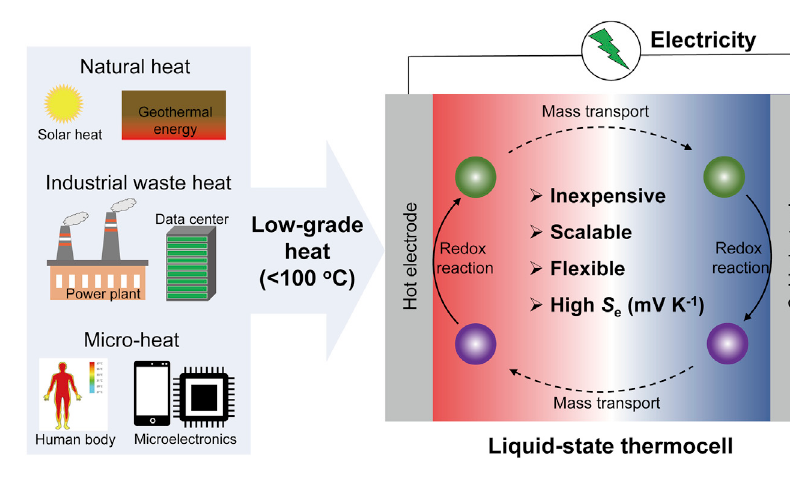 Natural heat
Solar heat
Geothermal
energy
Industrial waste heat
Data center
Power plant
Micro-heat
Human body
Microelectronics
Low-grade
heat
(<100 °C)
Electricity
Hot electrode
Mass transport
Redox
reaction
➢ Inexpensive
➢ Scalable
➢ Flexible
➢ High Se (mV K-1)
Redox
reaction
Mass transport
Liquid-state thermocell